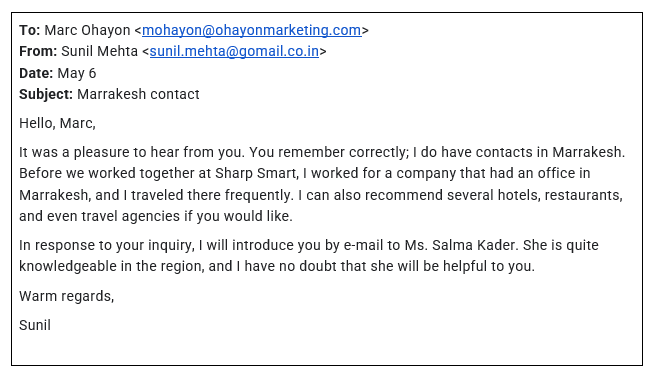 To: Marc Ohayon <mohayon@ohayonmarketing.com>
From: Sunil Mehta <sunil.mehta@gomail.co.in>
Date: May 6
Subject: Marrakesh contact
Hello, Marc,
It was a pleasure to hear from you. You remember correctly; I do have contacts in Marrakesh.
Before we worked together at Sharp Smart, I worked for a company that had an office in
Marrakesh, and I traveled there frequently. I can also recommend several hotels, restaurants,
and even travel agencies if you would like.
In response to your inquiry, I will introduce you by e-mail to Ms. Salma Kader. She is quite
knowledgeable in the region, and I have no doubt that she will be helpful to you.
Warm regards,
Sunil